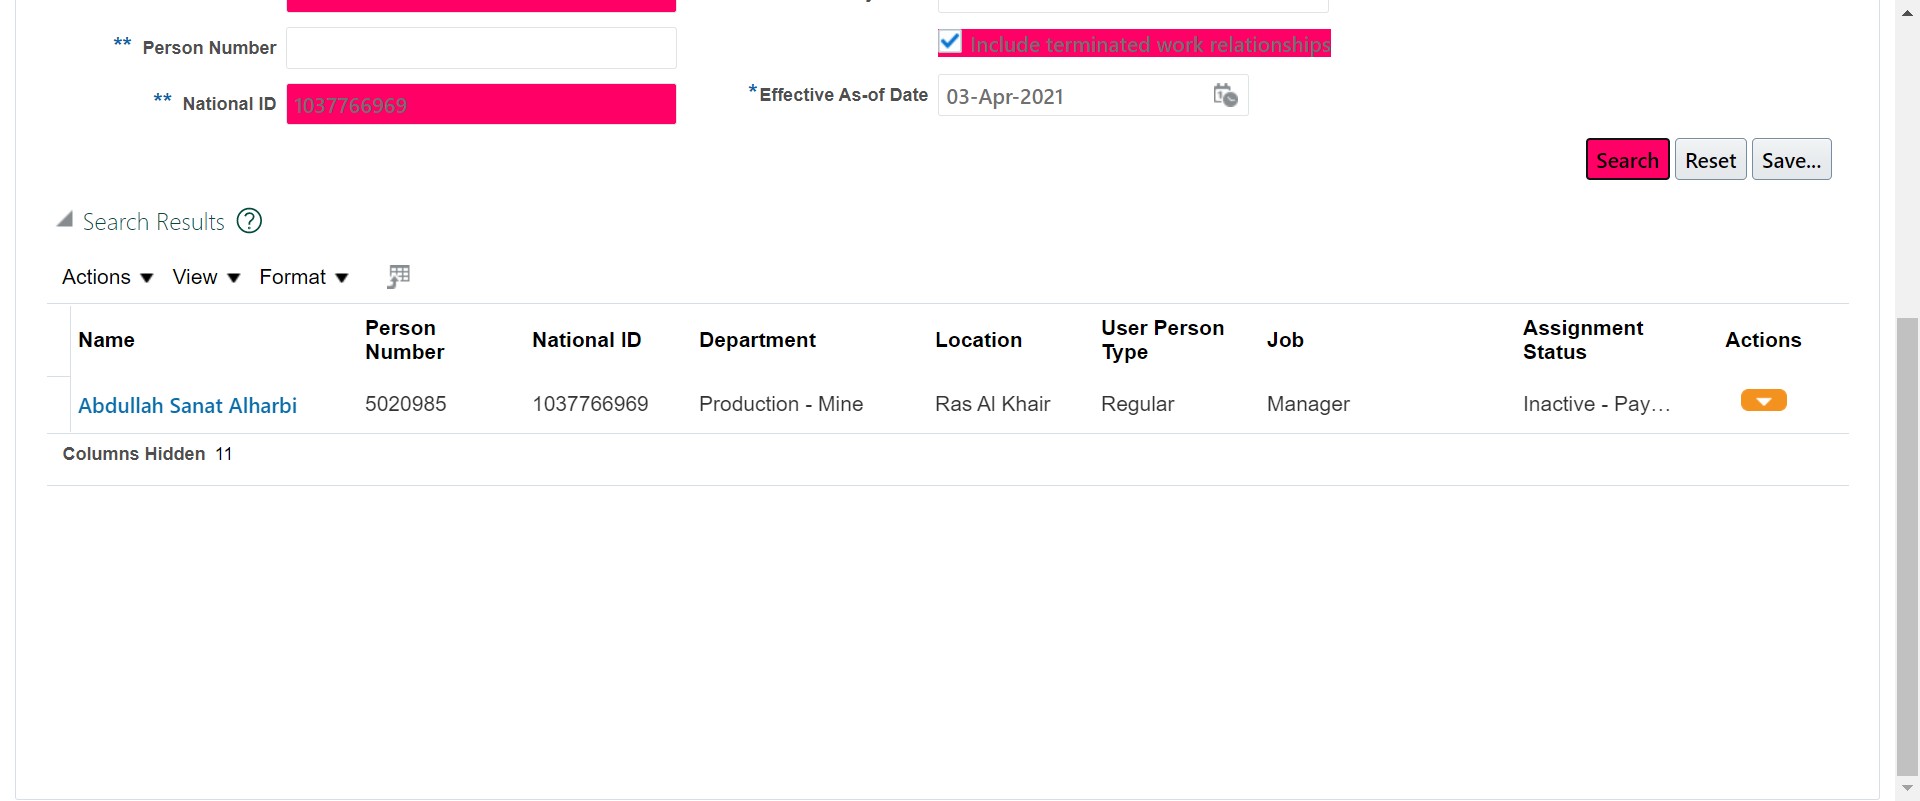 ** Person Number
Include terminated work relationships
** National ID 1037766969
*Effective As-of Date 03-Apr-2021
Search Reset Save...
Search Results ?
Actions View Format
Name Person Number National ID Department Location User Person Type Job Assignment Status Actions
Abdullah Sanat Alharbi 5020985 1037766969 Production - Mine Ras Al Khair Regular Manager Inactive - Pay…
Columns Hidden 11